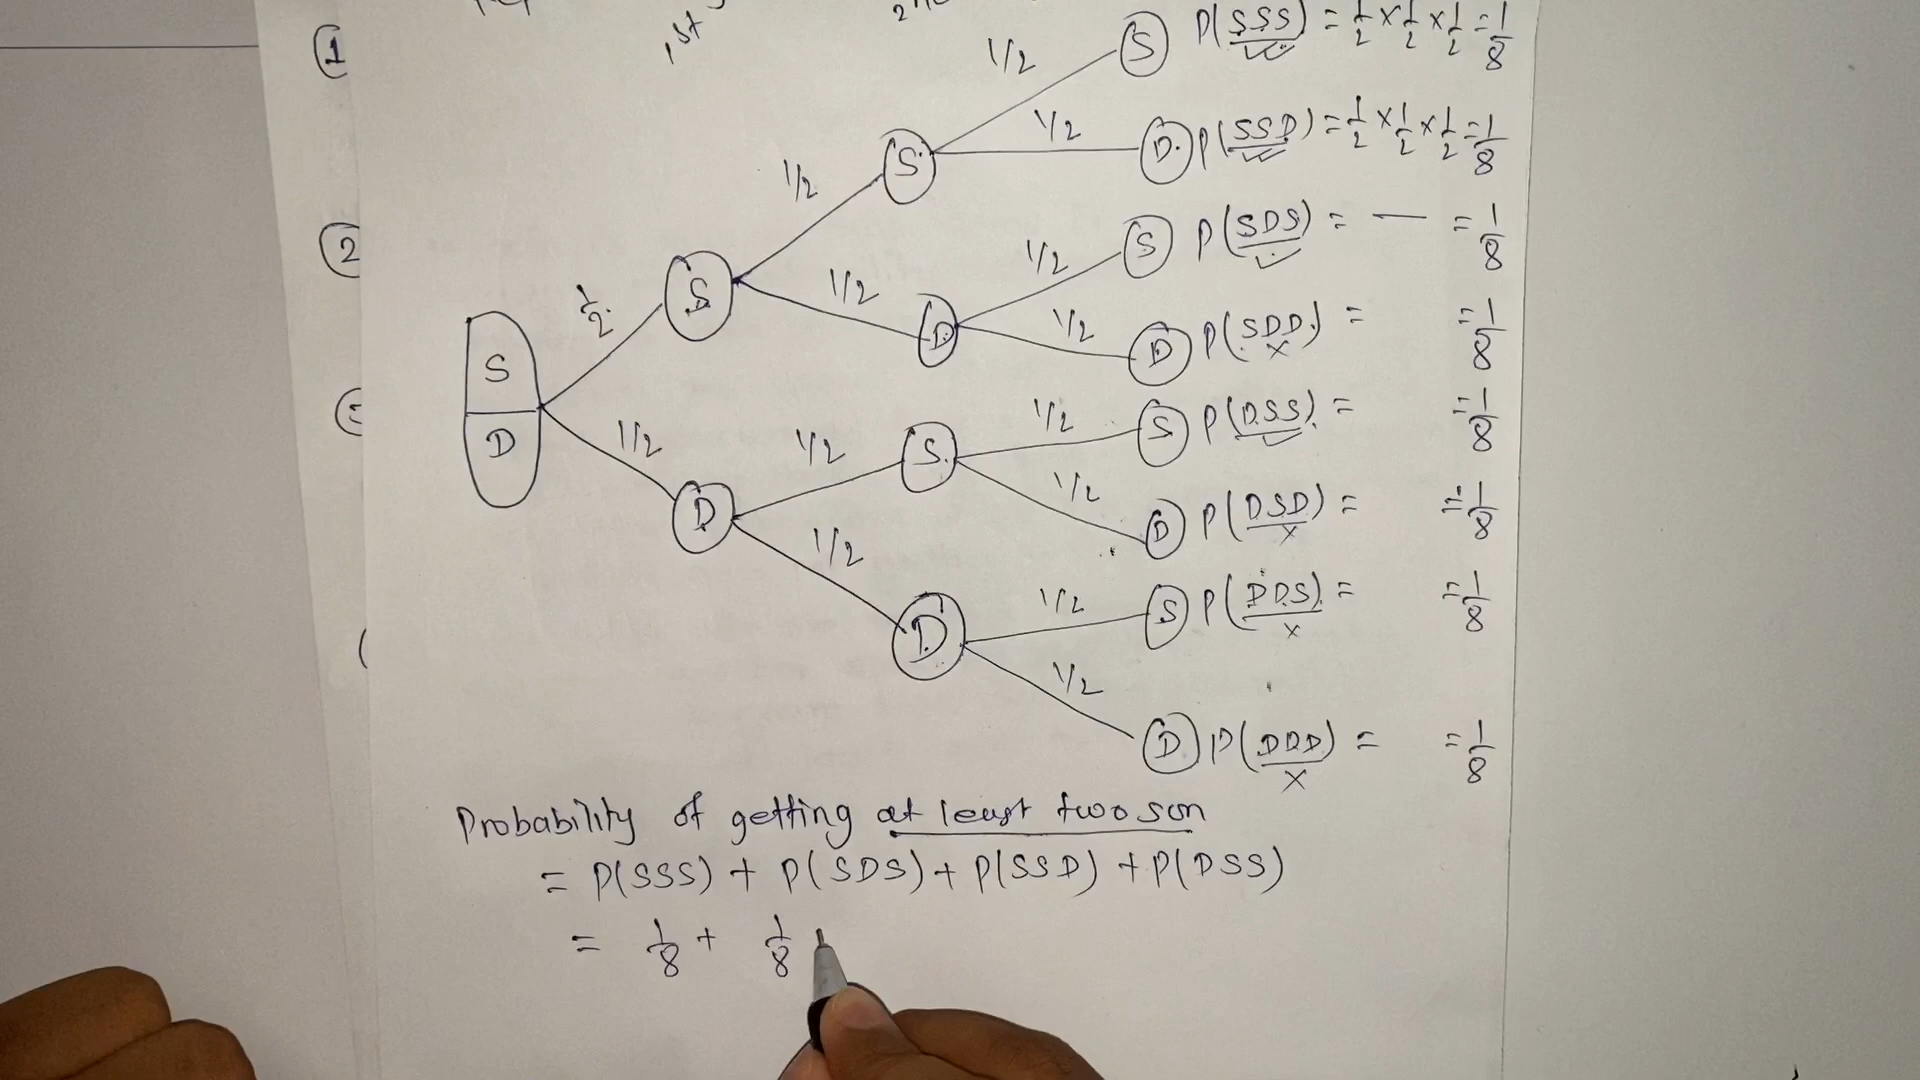 1st
1
1/2 S P(SSS) = 1/2 × 1/2 × 1/2 = 1/8
1/2 D. P(SSD) = 1/2 × 1/2 × 1/2 = 1/8
1/2 S.
2
1/2 S P(SDS) = — = 1/8
1/2 S 1/2 D.
1/2 D P(SDD.) = = 1/8
S
D
1/2 S. P(DSS). = = 1/8
1/2 1/2 S.
1/2 D P(DSD) = = 1/8
D
1/2 1/2 S P(DDS). = = 1/8
D
1/2
D P(DDD) = = 1/8
Probability of getting at least two son
= P(SSS) + P(SDS) + P(SSD) + P(DSS)
= 1/8 + 1/8